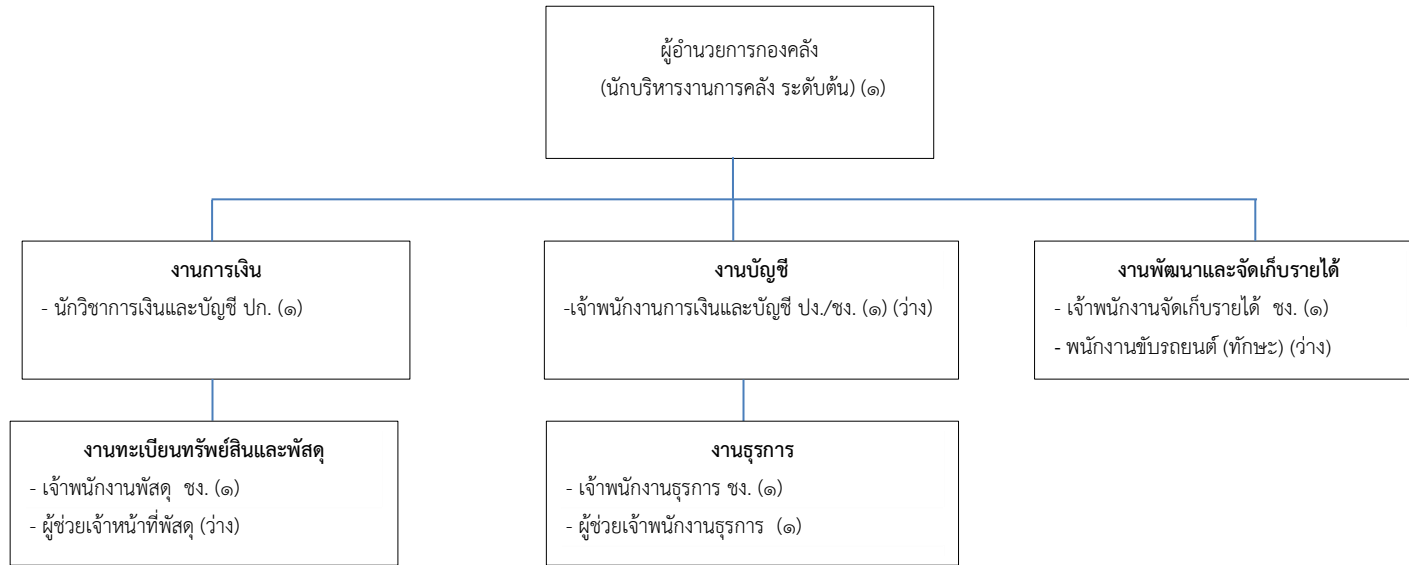 ผู้อำนวยการกองคลัง
(นักบริหารงานการคลัง ระดับต้น) (๑)
งานการเงิน
- นักวิชาการเงินและบัญชี ปก. (๑)
งานบัญชี
-เจ้าพนักงานการเงินและบัญชี ปง./ชง. (๑) (ว่าง)
งานพัฒนาและจัดเก็บรายได้
- เจ้าพนักงานจัดเก็บรายได้ ชง. (๑)
- พนักงานขับรถยนต์ (ทักษะ) (ว่าง)
งานทะเบียนทรัพย์สินและพัสดุ
- เจ้าพนักงานพัสดุ ชง. (๑)
- ผู้ช่วยเจ้าหน้าที่พัสดุ (ว่าง)
งานธุรการ
- เจ้าพนักงานธุรการ ชง. (๑)
- ผู้ช่วยเจ้าพนักงานธุรการ (๑)